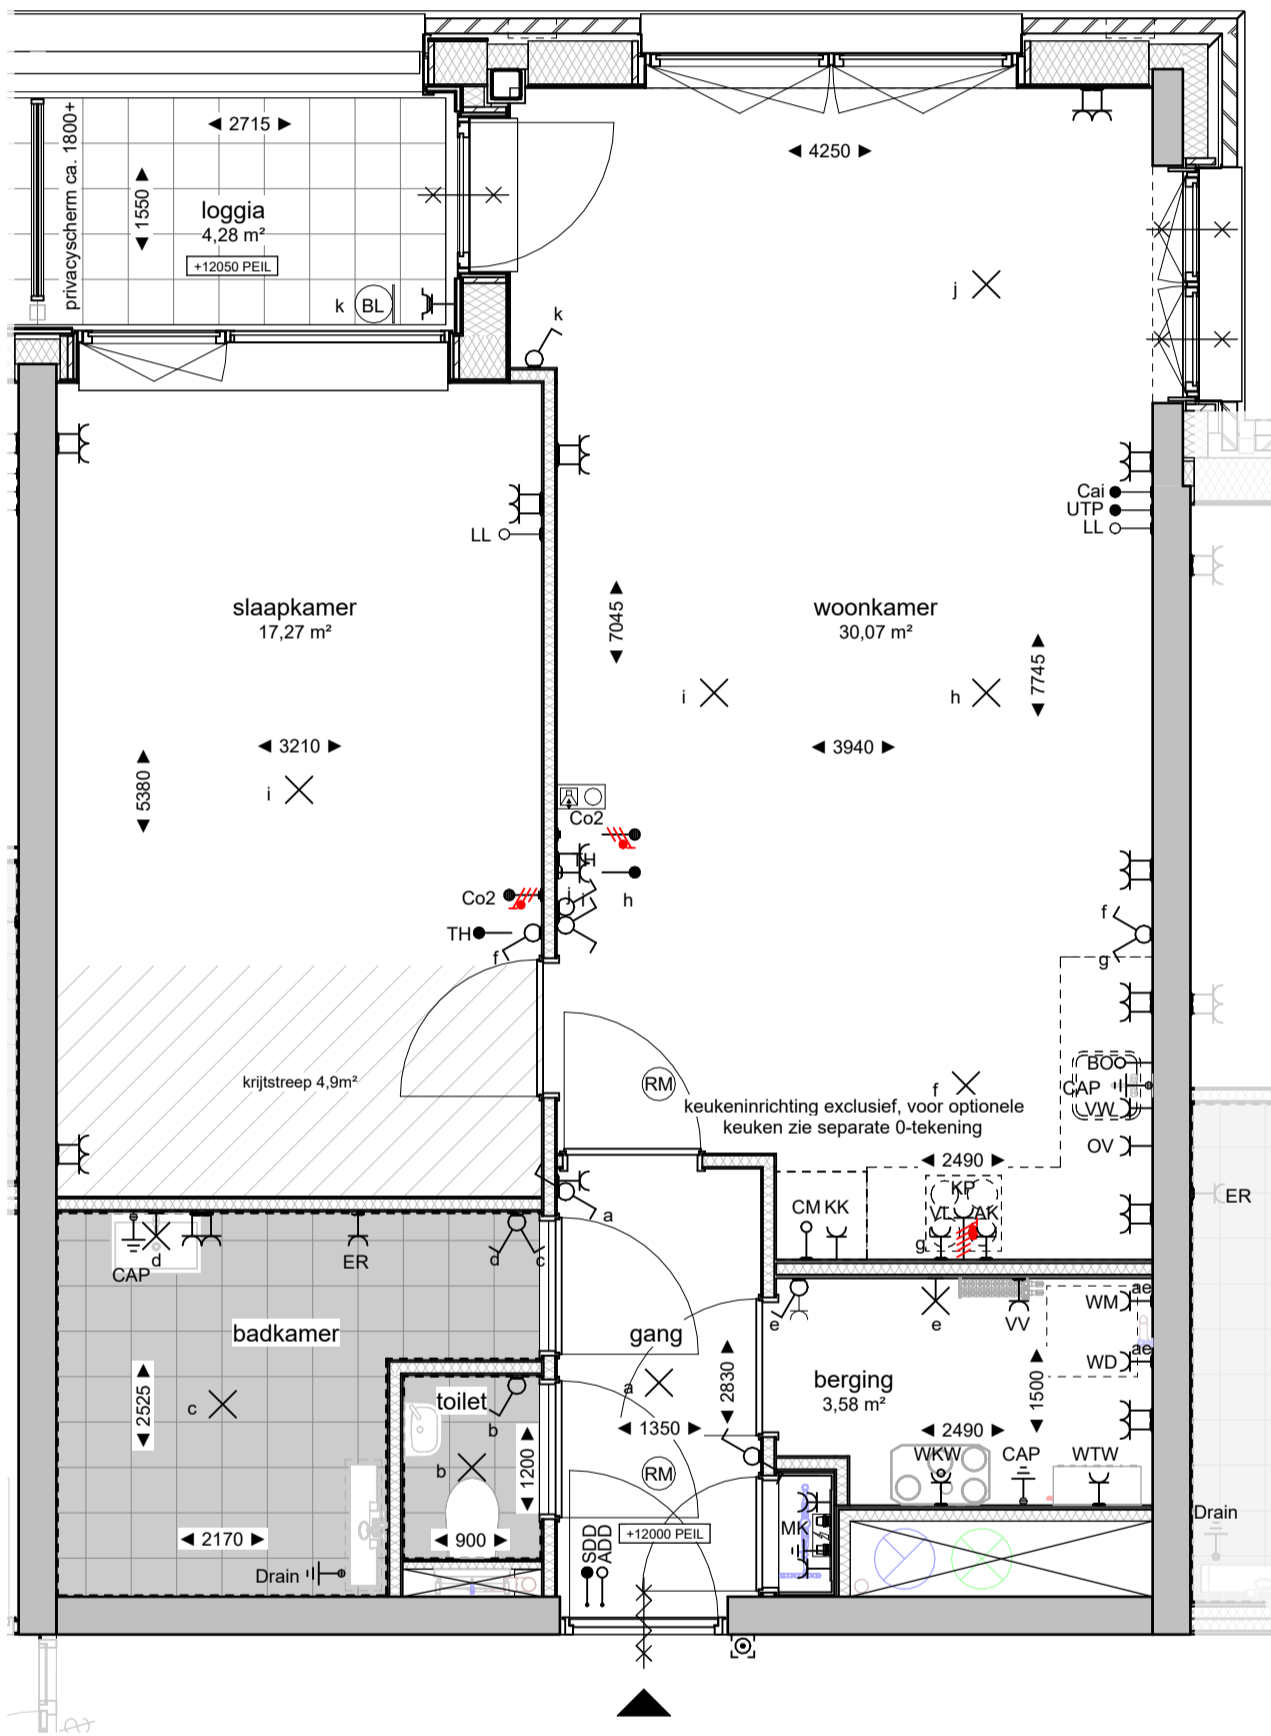 privacyscherm ca. 1800+
2715
1550
loggia
4,28 m²
+12050 PEIL
k
BL
k
4250
j
Cai
UTP
LL
LL
slaapkamer
17,27 m²
7045
woonkamer
30,07 m²
7745
i
h
3210
3940
5380
i
Co2
TH
j
i
h
Co2
TH
f
f
g
krijtstreep 4,9m²
RM
f
keukeninrichting exclusief, voor optionele
keuken zie separate 0-tekening
BO
CAP
VW
OV
2490
KP
CM
KK
VL
AK
g
ER
a
d
CAP
ER
d
c
badkamer
gang
e
e
VV
ae
WM
ae
WD
2525
c
toilet
b
b
1200
a
2830
1350
berging
3,58 m²
1500
2490
WKW
CAP
WTW
RM
2170
900
+12000 PEIL
SDD
ADD
MK
Drain
Drain